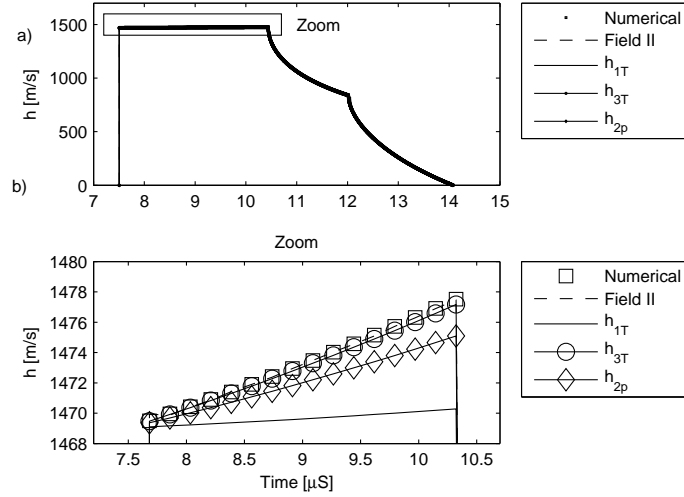 a)
1500
1000
500
0
h [m/s]
Zoom
7 8 9 10 11 12 13 14 15
Numerical
Field II
h1T
h3T
h2p
b)
Zoom
1480
1478
1476
1474
1472
1470
1468
h [m/s]
7.5 8 8.5 9 9.5 10 10.5
Time [μS]
Numerical
Field II
h1T
h3T
h2p